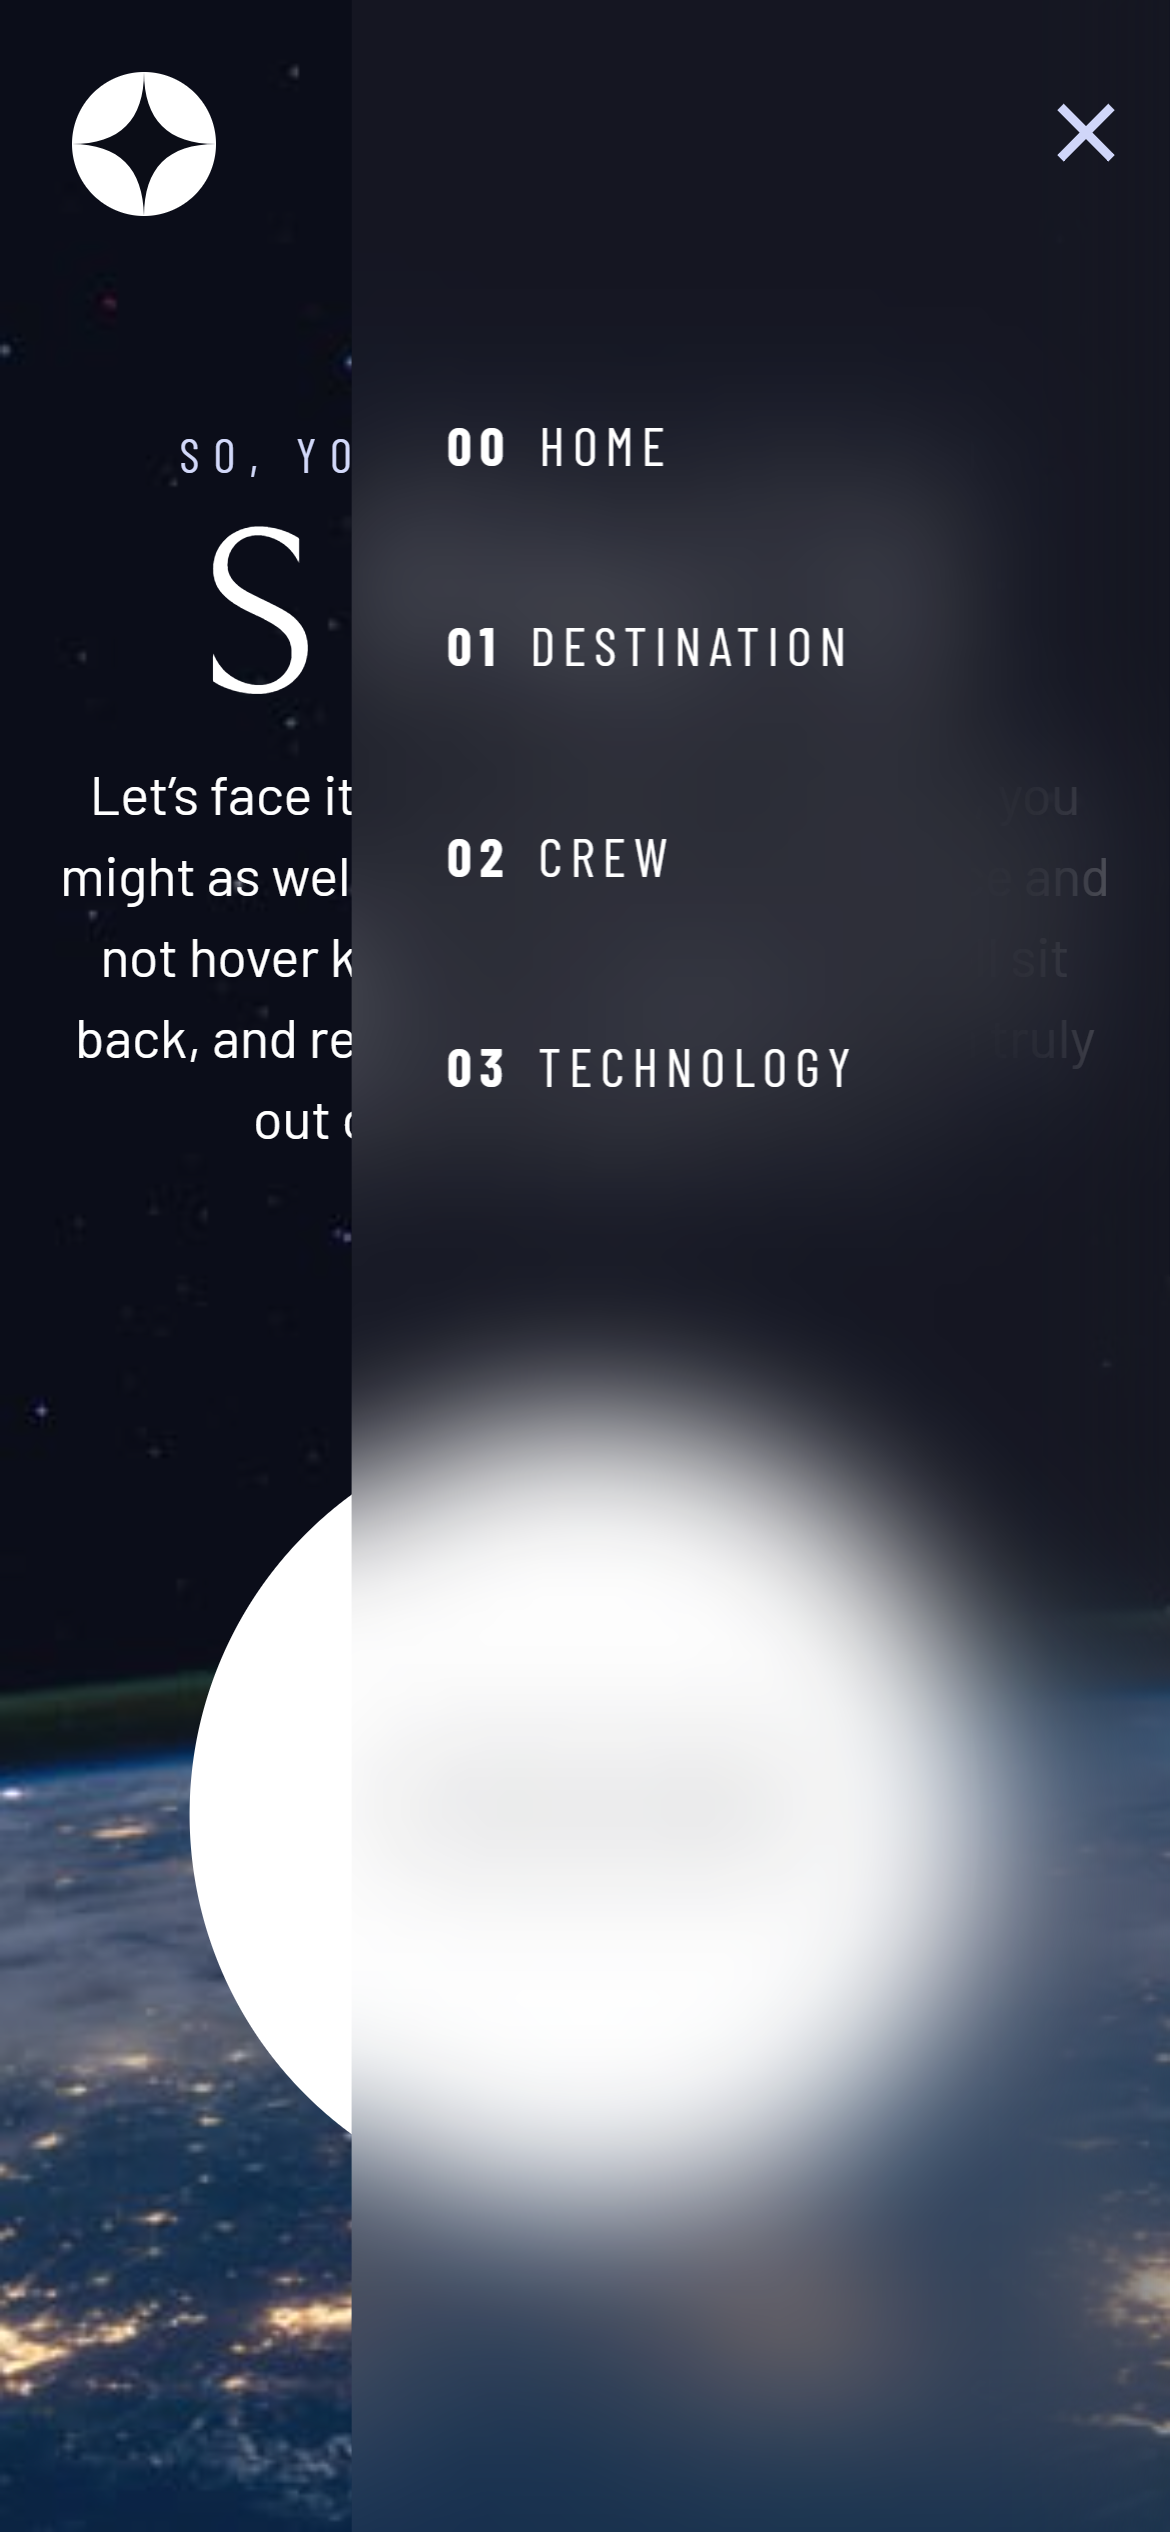 00 HOME
01 DESTINATION
02 CREW
03 TECHNOLOGY
SO, YO
S
Let’s face it you
might as wel e and
not hover k sit
back, and re truly
out